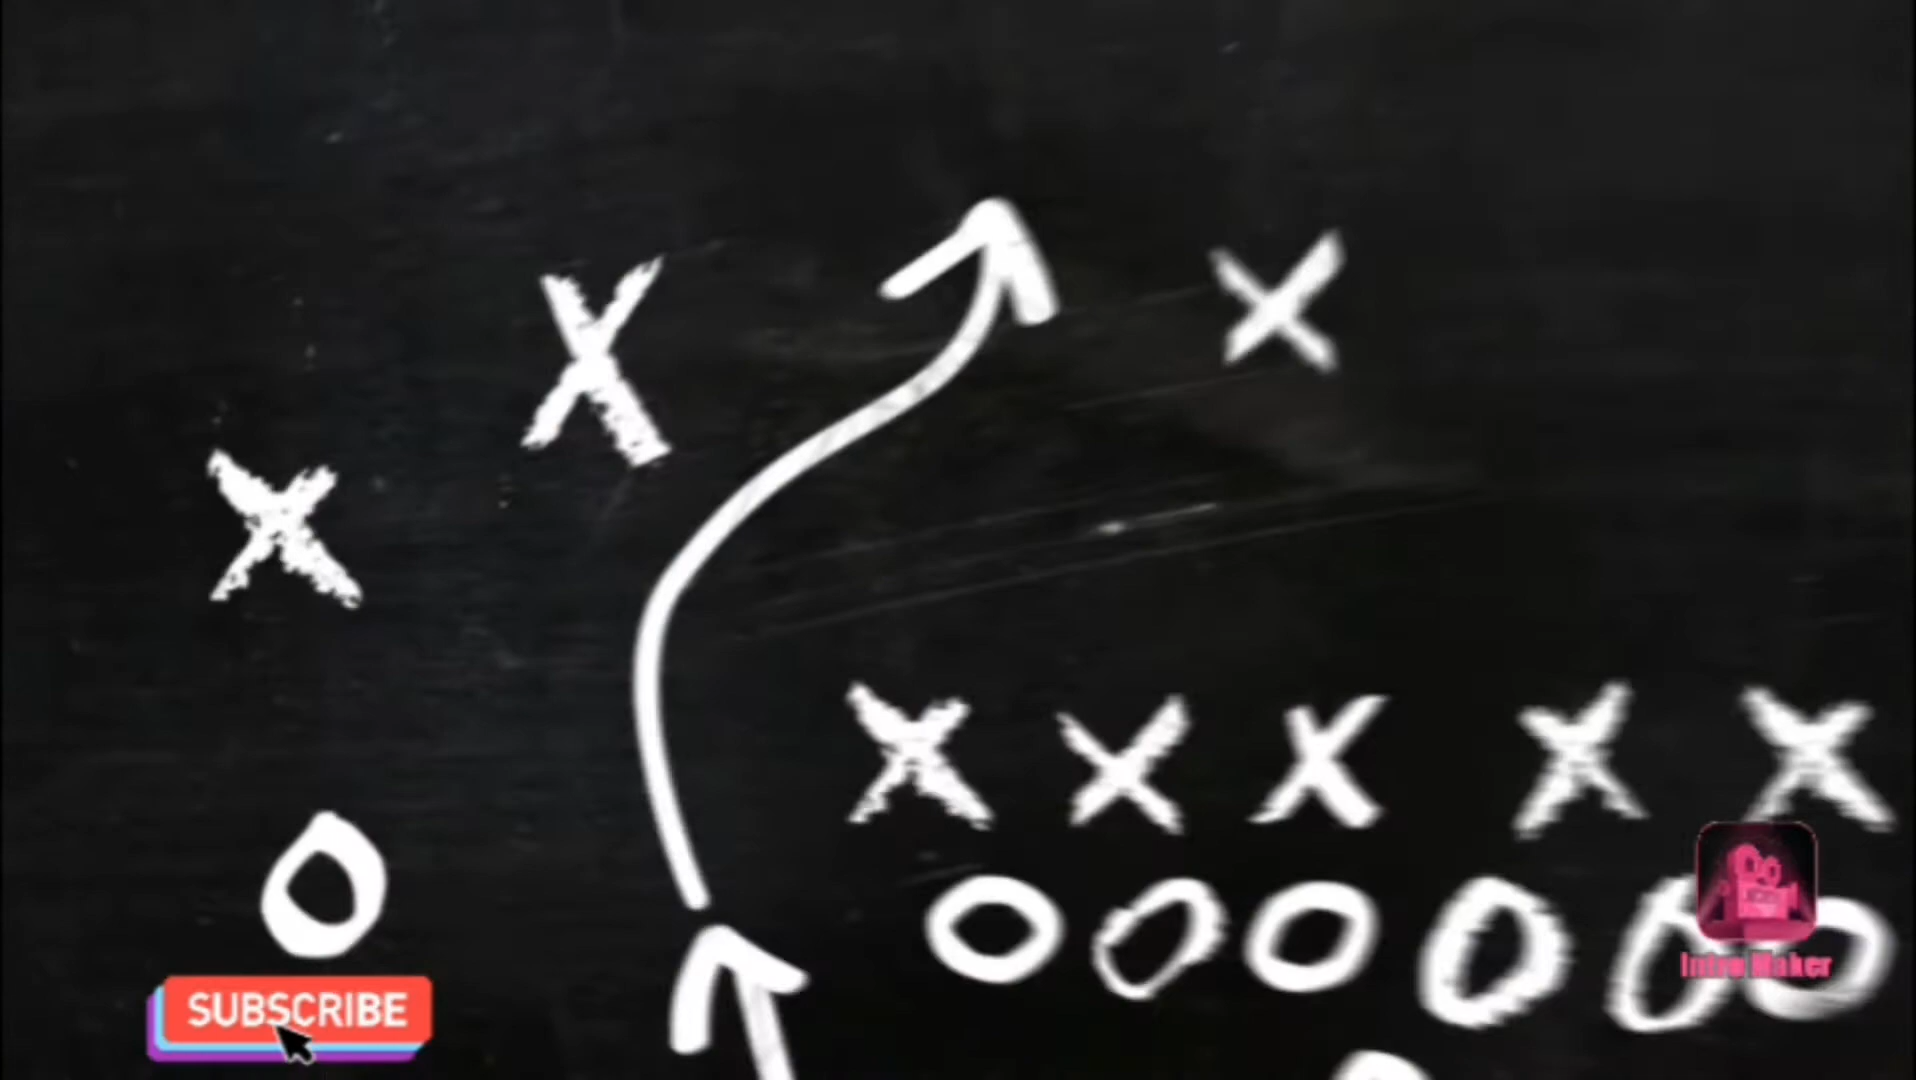 X
X X
X X X X X
O O O O O O O
SUBSCRIBE
Intro Maker